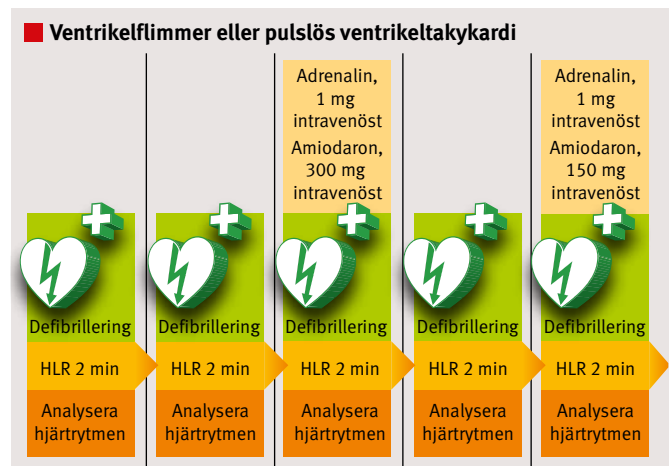 Ventrikelflimmer eller pulslös ventrikeltakykardi
Adrenalin,
1 mg
intravenöst
Amiodaron,
300 mg
intravenöst
Adrenalin,
1 mg
intravenöst
Amiodaron,
150 mg
intravenöst
Defibrillering
Defibrillering
Defibrillering
Defibrillering
Defibrillering
HLR 2 min
HLR 2 min
HLR 2 min
HLR 2 min
HLR 2 min
Analysera
hjärtrytmen
Analysera
hjärtrytmen
Analysera
hjärtrytmen
Analysera
hjärtrytmen
Analysera
hjärtrytmen